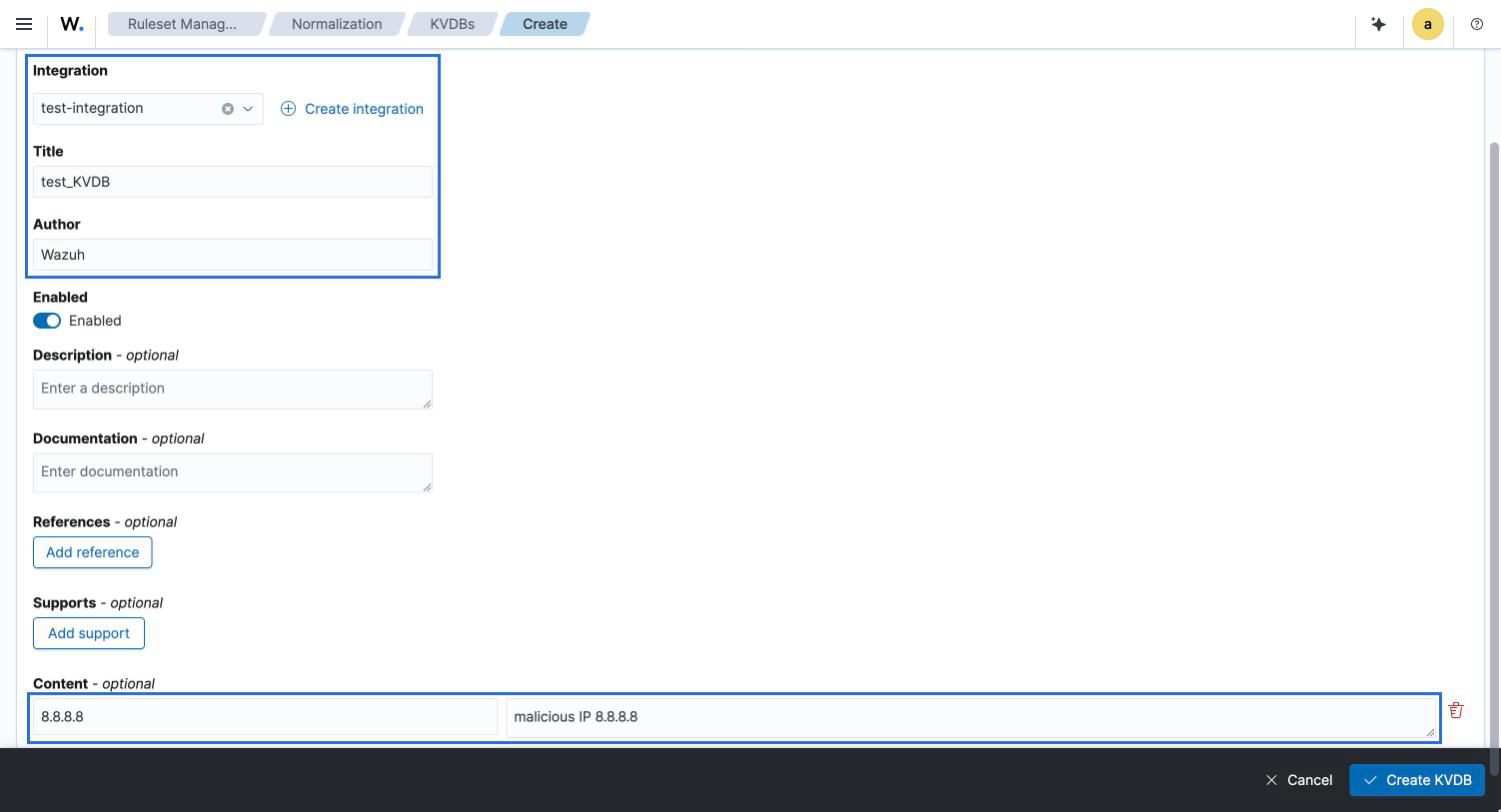 W. Ruleset Manag... Normalization KVDBs Create a
Integration
test-integration Create integration
Title
test_KVDB
Author
Wazuh
Enabled
Enabled
Description - optional
Enter a description
Documentation - optional
Enter documentation
References - optional
Add reference
Supports - optional
Add support
Content - optional
8.8.8.8 malicious IP 8.8.8.8
Cancel Create KVDB